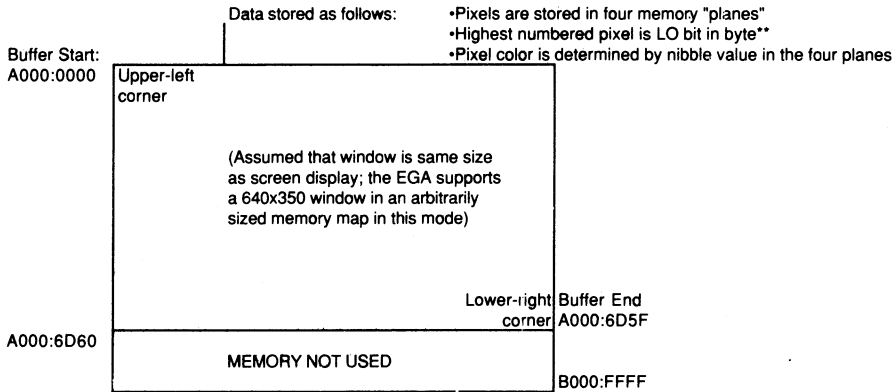 Data stored as follows: •Pixels are stored in four memory "planes"
•Highest numbered pixel is LO bit in byte**
•Pixel color is determined by nibble value in the four planes
Buffer Start:
A000:0000
Upper-left
corner
(Assumed that window is same size
as screen display; the EGA supports
a 640x350 window in an arbitrarily
sized memory map in this mode)
Lower-right Buffer End
corner A000:6D5F
A000:6D60
MEMORY NOT USED
B000:FFFF